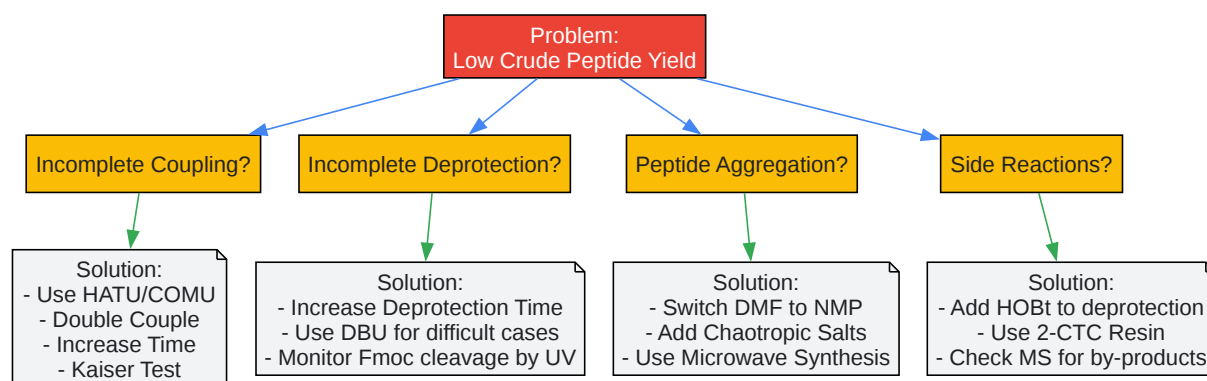 Problem:
Low Crude Peptide Yield
Incomplete Coupling?
Incomplete Deprotection?
Peptide Aggregation?
Side Reactions?
Solution:
- Use HATU/COMU
- Double Couple
- Increase Time
- Kaiser Test
Solution:
- Increase Deprotection Time
- Use DBU for difficult cases
- Monitor Fmoc cleavage by UV
Solution:
- Switch DMF to NMP
- Add Chaotropic Salts
- Use Microwave Synthesis
Solution:
- Add HOBt to deprotection
- Use 2-CTC Resin
- Check MS for by-products